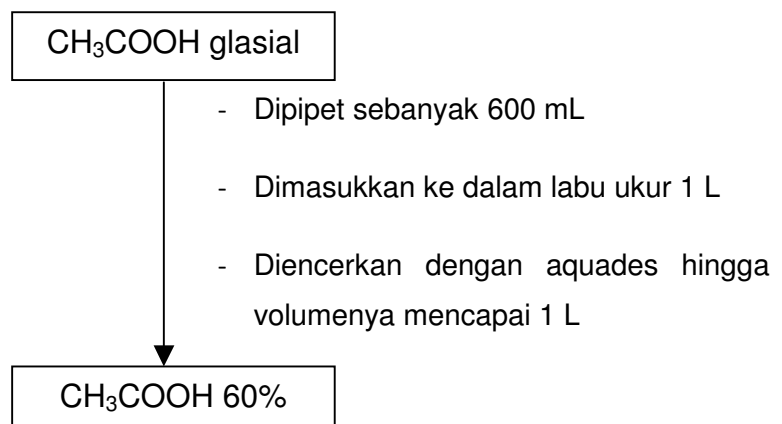 CH₃COOH glasial
- Dipipet sebanyak 600 mL
- Dimasukkan ke dalam labu ukur 1 L
- Diencerkan dengan aquades hingga
volumenya mencapai 1 L
CH₃COOH 60%